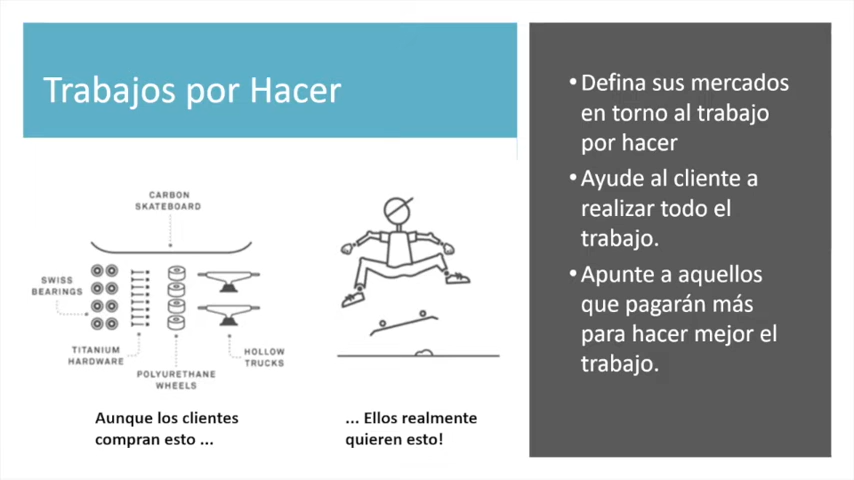 Trabajos por Hacer
CARBON
SKATEBOARD
SWISS
BEARINGS
TITANIUM
HARDWARE
POLYURETHANE
WHEELS
HOLLOW
TRUCKS
Aunque los clientes
compran esto ...
... Ellos realmente
quieren esto!
•Defina sus mercados
en torno al trabajo
por hacer
•Ayude al cliente a
realizar todo el
trabajo.
•Apunte a aquellos
que pagarán más
para hacer mejor el
trabajo.